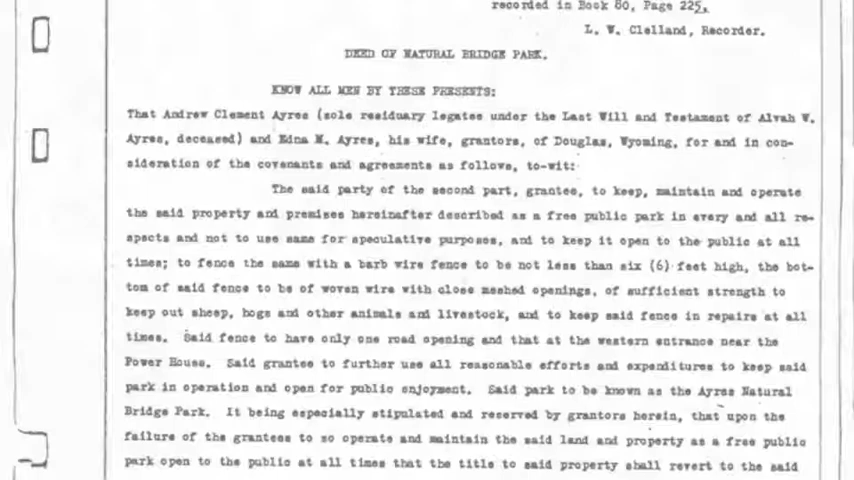 recorded in Book 80, Page 225.
L. W. Clelland, Recorder.
DEED OF NATURAL BRIDGE PARK.
KNOW ALL MEN BY THESE PRESENTS:
That Andrew Clement Ayres (sole residuary legatee under the Last Will and Testament of Alvah W.
Ayres, deceased) and Edna M. Ayres, his wife, grantors, of Douglas, Wyoming, for and in con-
sideration of the covenants and agreements as follows, to-wit:
The said party of the second part, grantee, to keep, maintain and operate
the said property and premises hereinafter described as a free public park in every and all re-
spects and not to use same for speculative purposes, and to keep it open to the public at all
times; to fence the same with a barb wire fence to be not less than six (6) feet high, the bot-
tom of said fence to be of woven wire with close meshed openings, of sufficient strength to
keep out sheep, hogs and other animals and livestock, and to keep said fence in repairs at all
times. Said fence to have only one road opening and that at the western entrance near the
Power House. Said grantee to further use all reasonable efforts and expenditures to keep said
park in operation and open for public enjoyment. Said park to be known as the Ayres Natural
Bridge Park. It being especially stipulated and reserved by grantors herein, that upon the
failure of the grantees to so operate and maintain the said land and property as a free public
park open to the public at all times that the title to said property shall revert to the said